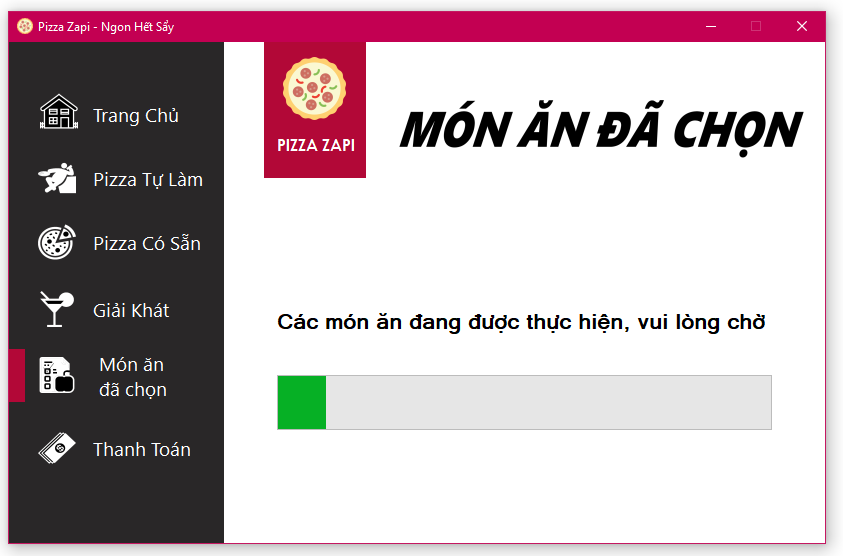 Pizza Zapi - Ngon Hết Sẩy
Trang Chủ
Pizza Tự Làm
Pizza Có Sẵn
Giải Khát
Món ăn
đã chọn
Thanh Toán
PIZZA ZAPI
MÓN ĂN ĐÃ CHỌN
Các món ăn đang được thực hiện, vui lòng chờ